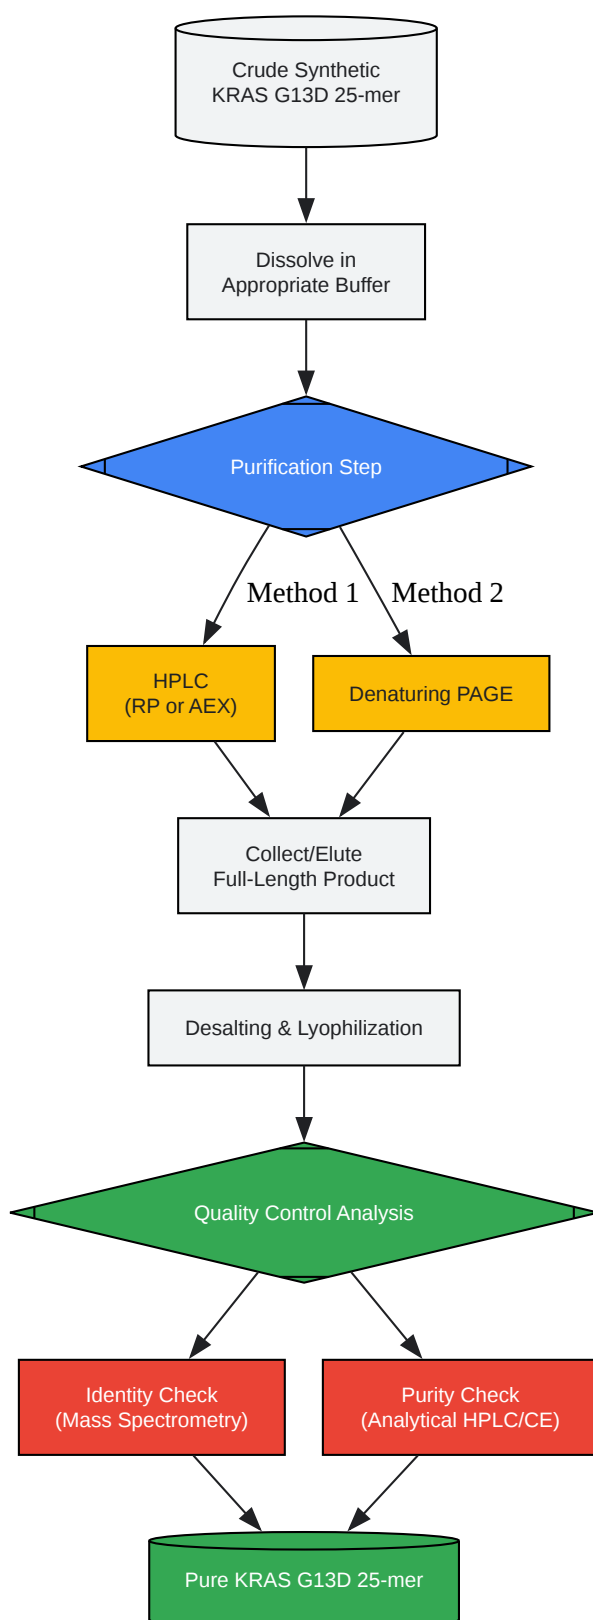 Crude Synthetic
KRAS G13D 25-mer
Dissolve in
Appropriate Buffer
Purification Step
Method 1
Method 2
HPLC
(RP or AEX)
Denaturing PAGE
Collect/Elute
Full-Length Product
Desalting & Lyophilization
Quality Control Analysis
Identity Check
(Mass Spectrometry)
Purity Check
(Analytical HPLC/CE)
Pure KRAS G13D 25-mer